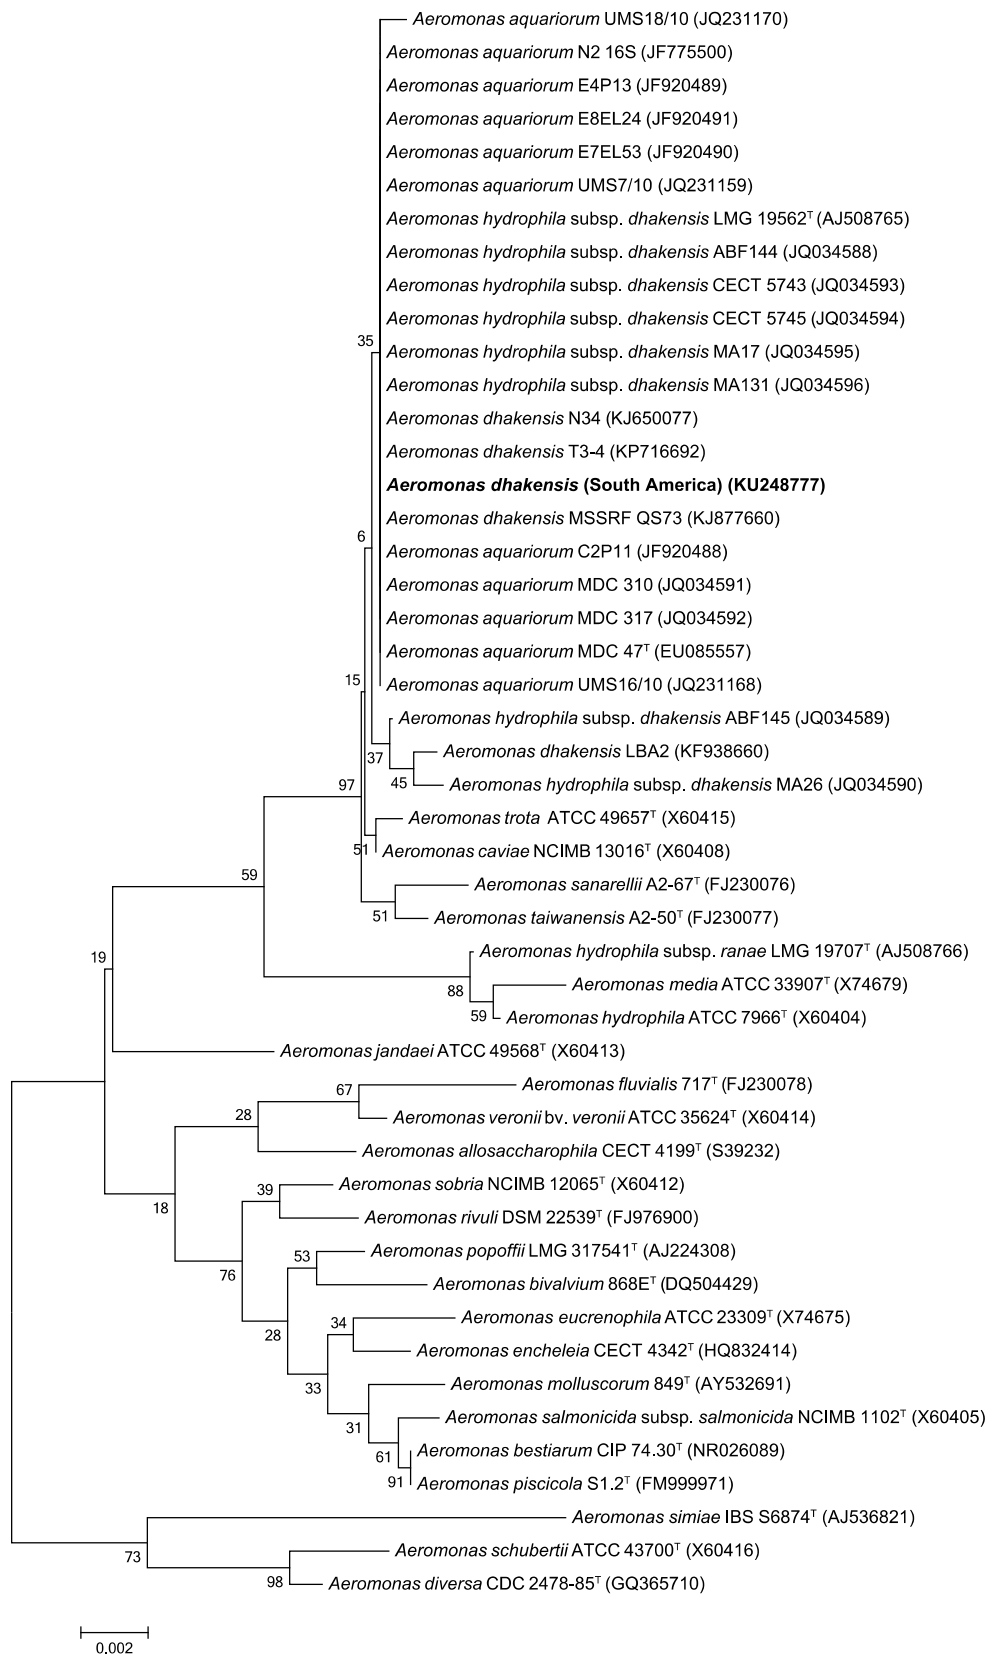 Aeromonas aquariorum UMS18/10 (JQ231170)
Aeromonas aquariorum N2 16S (JF775500)
Aeromonas aquariorum E4P13 (JF920489)
Aeromonas aquariorum E8EL24 (JF920491)
Aeromonas aquariorum E7EL53 (JF920490)
Aeromonas aquariorum UMS7/10 (JQ231159)
Aeromonas hydrophila subsp. dhakensis LMG 19562ᵀ (AJ508765)
Aeromonas hydrophila subsp. dhakensis ABF144 (JQ034588)
Aeromonas hydrophila subsp. dhakensis CECT 5743 (JQ034593)
Aeromonas hydrophila subsp. dhakensis CECT 5745 (JQ034594)
35
Aeromonas hydrophila subsp. dhakensis MA17 (JQ034595)
Aeromonas hydrophila subsp. dhakensis MA131 (JQ034596)
Aeromonas dhakensis N34 (KJ650077)
Aeromonas dhakensis T3-4 (KP716692)
Aeromonas dhakensis (South America) (KU248777)
Aeromonas dhakensis MSSRF QS73 (KJ877660)
6
Aeromonas aquariorum C2P11 (JF920488)
Aeromonas aquariorum MDC 310 (JQ034591)
Aeromonas aquariorum MDC 317 (JQ034592)
Aeromonas aquariorum MDC 47ᵀ (EU085557)
15
Aeromonas aquariorum UMS16/10 (JQ231168)
Aeromonas hydrophila subsp. dhakensis ABF145 (JQ034589)
37
Aeromonas dhakensis LBA2 (KF938660)
45
Aeromonas hydrophila subsp. dhakensis MA26 (JQ034590)
97
Aeromonas trota ATCC 49657ᵀ (X60415)
51
Aeromonas caviae NCIMB 13016ᵀ (X60408)
59
Aeromonas sanarellii A2-67ᵀ (FJ230076)
51
Aeromonas taiwanensis A2-50ᵀ (FJ230077)
19
Aeromonas hydrophila subsp. ranae LMG 19707ᵀ (AJ508766)
88
Aeromonas media ATCC 33907ᵀ (X74679)
59
Aeromonas hydrophila ATCC 7966ᵀ (X60404)
Aeromonas jandaei ATCC 49568ᵀ (X60413)
67
Aeromonas fluvialis 717ᵀ (FJ230078)
28
Aeromonas veronii bv. veronii ATCC 35624ᵀ (X60414)
Aeromonas allosaccharophila CECT 4199ᵀ (S39232)
39
Aeromonas sobria NCIMB 12065ᵀ (X60412)
18
Aeromonas rivuli DSM 22539ᵀ (FJ976900)
53
Aeromonas popoffii LMG 317541ᵀ (AJ224308)
76
Aeromonas bivalvium 868Eᵀ (DQ504429)
34
Aeromonas eucrenophila ATCC 23309ᵀ (X74675)
28
Aeromonas encheleia CECT 4342ᵀ (HQ832414)
33
Aeromonas molluscorum 849ᵀ (AY532691)
31
Aeromonas salmonicida subsp. salmonicida NCIMB 1102ᵀ (X60405)
61
Aeromonas bestiarum CIP 74.30ᵀ (NR026089)
91
Aeromonas piscicola S1.2ᵀ (FM999971)
Aeromonas simiae IBS S6874ᵀ (AJ536821)
73
Aeromonas schubertii ATCC 43700ᵀ (X60416)
98
Aeromonas diversa CDC 2478-85ᵀ (GQ365710)
0.002